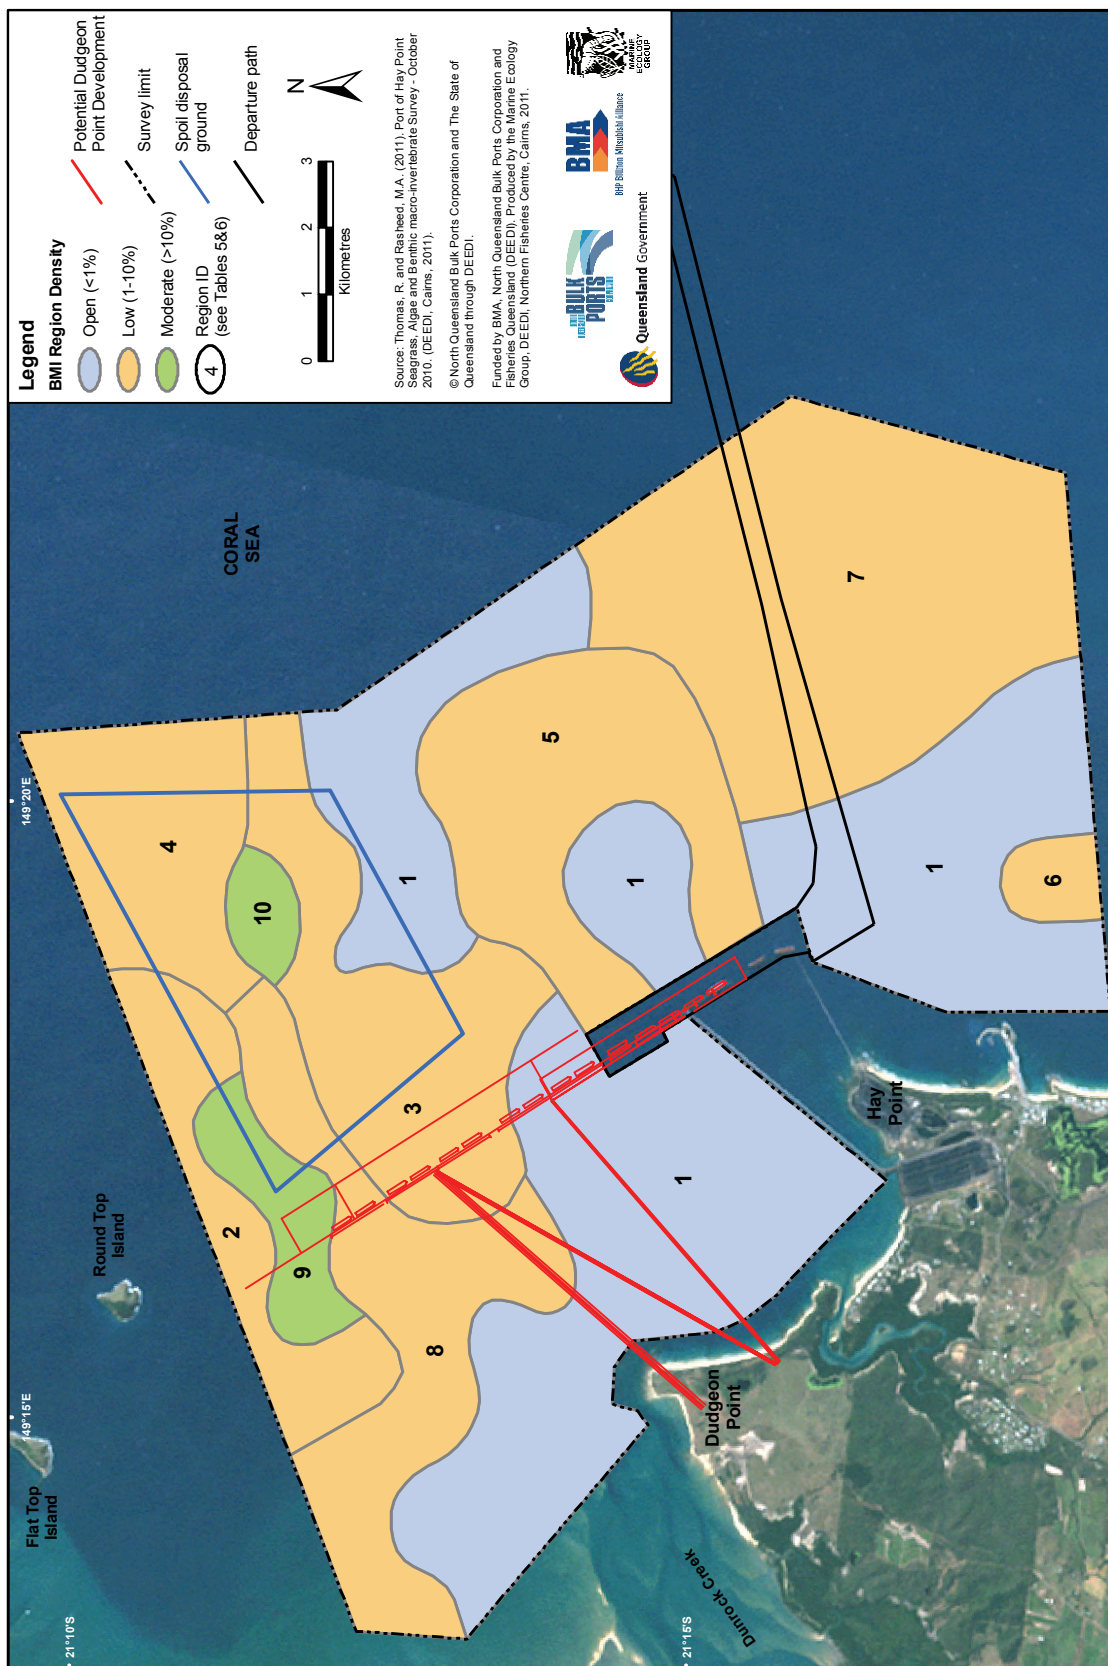 Legend
BMI Region Density
Open (<1%)
Low (1-10%)
Moderate (>10%)
4
Region ID
(see Tables 5&6)
Potential Dudgeon
Point Development
Survey limit
Spoil disposal
ground
Departure path
N
0 1 2 3
Kilometres
Source: Thomas, R. and Rasheed, M.A. (2011). Port of Hay Point
Seagrass, Algae and Benthic macro-invertebrate Survey - October
2010. (DEEDI, Cairns, 2011).
© North Queensland Bulk Ports Corporation and The State of
Queensland through DEEDI.
Funded by BMA, North Queensland Bulk Ports Corporation and
Fisheries Queensland (DEEDI). Produced by the Marine Ecology
Group, DEEDI, Northern Fisheries Centre, Cairns, 2011.
Queensland Government
BULK
PORTS
BMA
BHP Billiton Mitsubishi Alliance
MARINE
ECOLOGY
GROUP
149°15'E
149°20'E
21°10'S
21°15'S
Flat Top
Island
Round Top
Island
CORAL
SEA
Dudgeon
Point
Hay
Point
Dunrock Creek
2
4
10
9
3
8
1
5
1
1
7
1
6